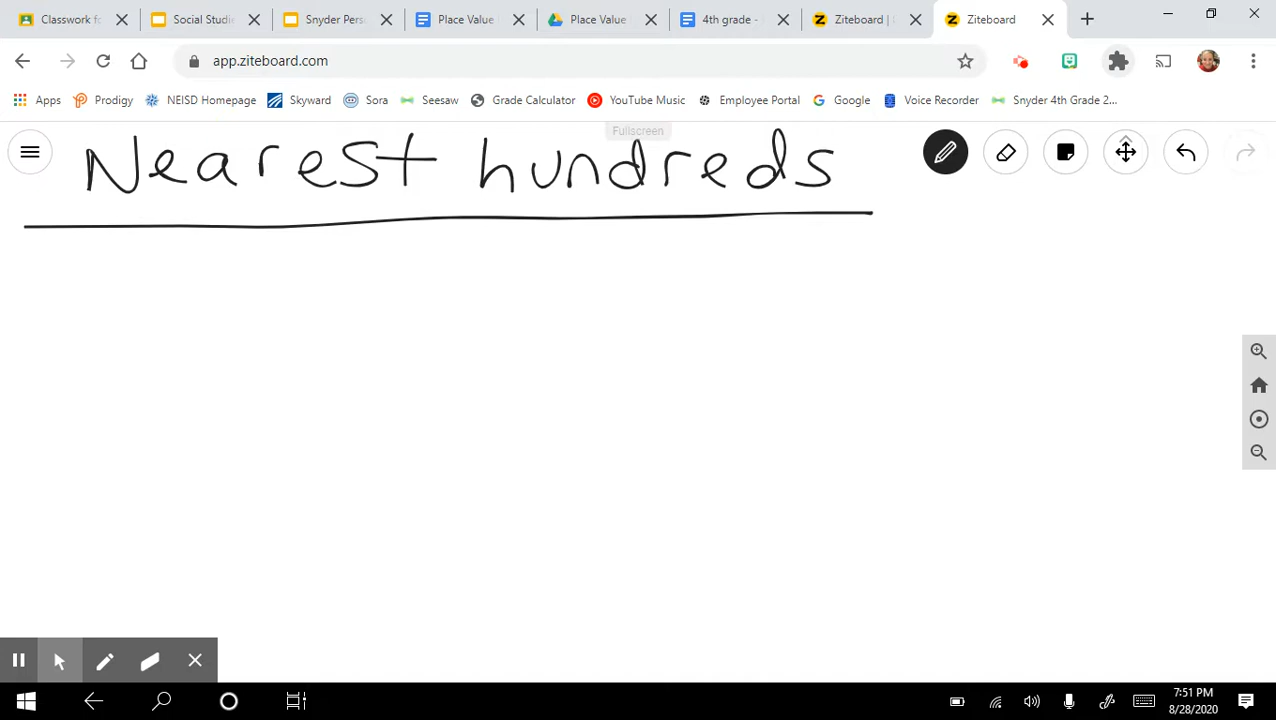 Classwork fo
Social Studie
Snyder Pers
Place Value
Place Value
4th grade -
Ziteboard |
Ziteboard
app.ziteboard.com
Apps
Prodigy
NEISD Homepage
Skyward
Sora
Seesaw
Grade Calculator
YouTube Music
Employee Portal
Google
Voice Recorder
Snyder 4th Grade 2...
Fullscreen
Nearest hundreds
7:51 PM
8/28/2020